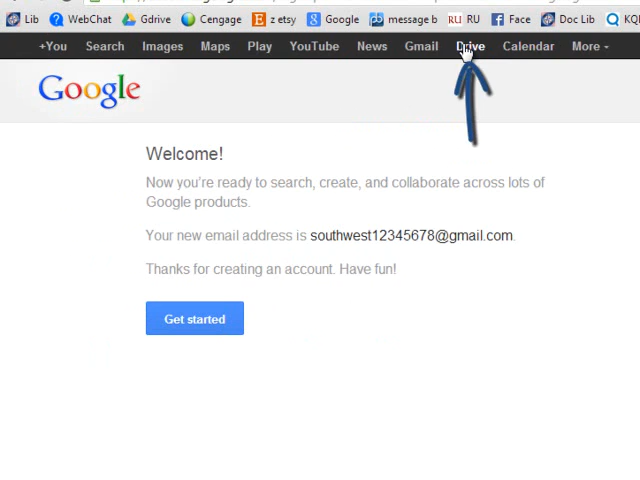 Lib WebChat Gdrive Cengage z etsy Google message b RU RU Face Doc Lib KQE
+You Search Images Maps Play YouTube News Gmail Drive Calendar More
Google
Welcome!
Now you're ready to search, create, and collaborate across lots of
Google products.
Your new email address is southwest12345678@gmail.com.
Thanks for creating an account. Have fun!
Get started